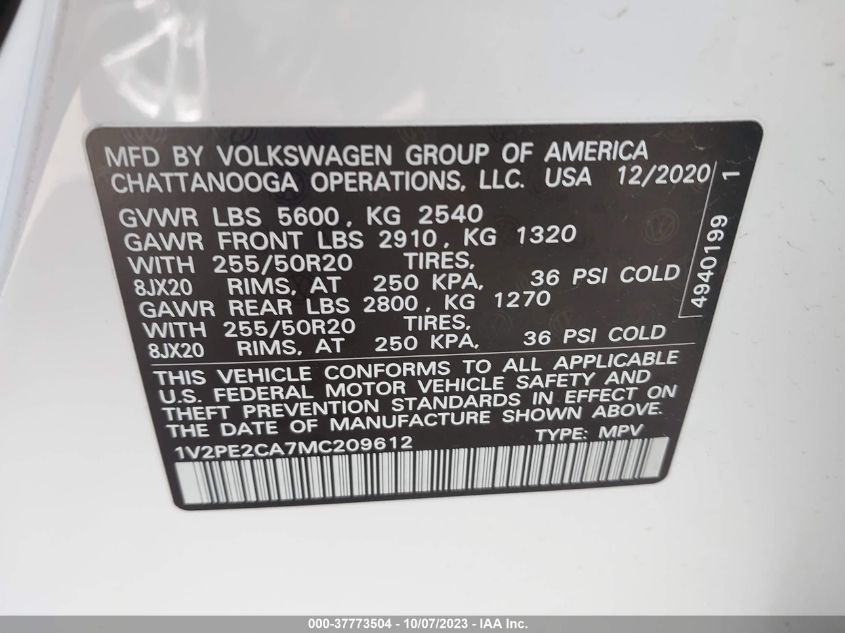 MFD BY VOLKSWAGEN GROUP OF AMERICA
CHATTANOOGA OPERATIONS, LLC. USA 12/2020
GVWR LBS 5600, KG 2540
GAWR FRONT LBS 2910, KG 1320
WITH 255/50R20 TIRES,
8JX20 RIMS, AT 250 KPA, 36 PSI COLD
GAWR REAR LBS 2800, KG 1270
WITH 255/50R20 TIRES,
8JX20 RIMS, AT 250 KPA, 36 PSI COLD
4940199 1
THIS VEHICLE CONFORMS TO ALL APPLICABLE
U.S. FEDERAL MOTOR VEHICLE SAFETY AND
THEFT PREVENTION STANDARDS IN EFFECT ON
THE DATE OF MANUFACTURE SHOWN ABOVE.
1V2PE2CA7MC209612 TYPE: MPV
000-37773504 - 10/07/2023 - © IAA Inc.